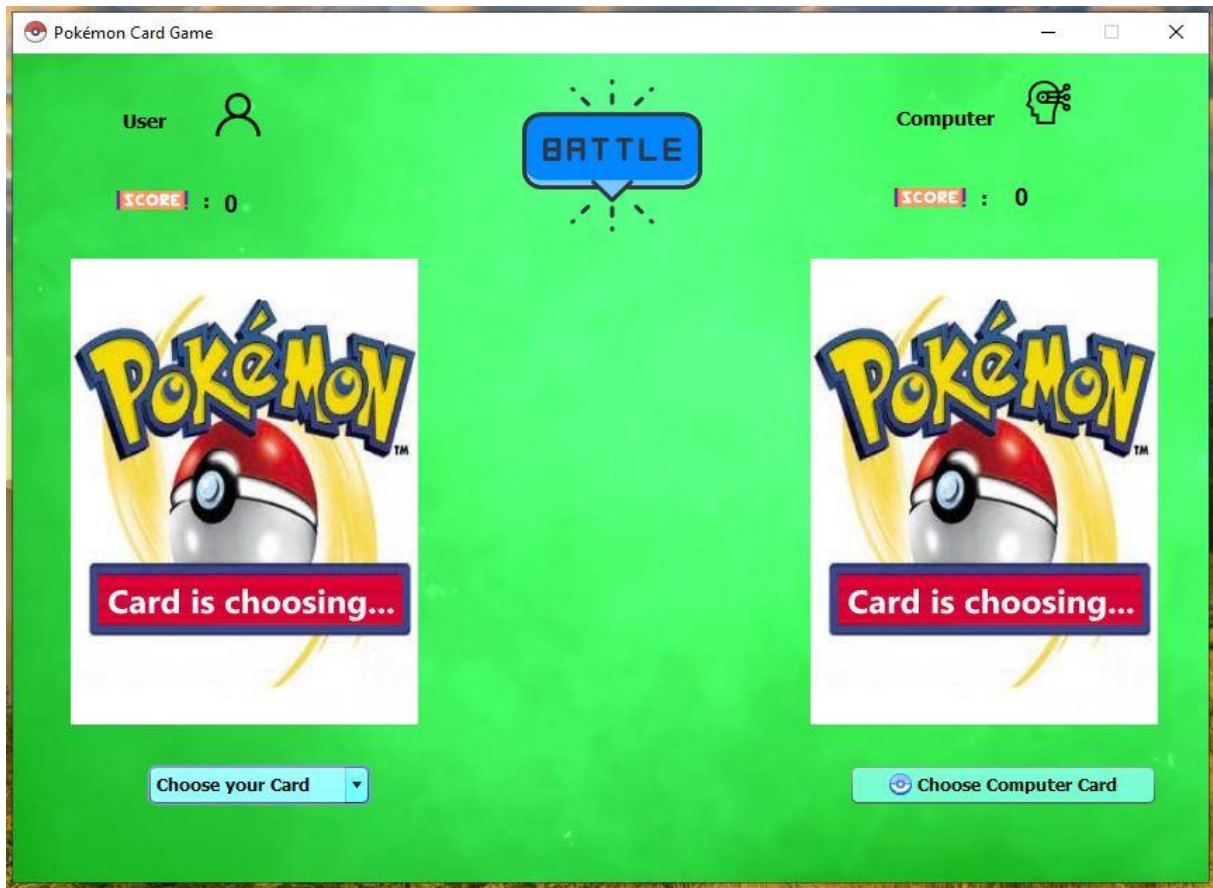 Pokémon Card Game
User
BATTLE
Computer
SCORE! : 0
SCORE! : 0
POKéMON TM
POKéMON TM
Card is choosing...
Card is choosing...
Choose your Card
Choose Computer Card